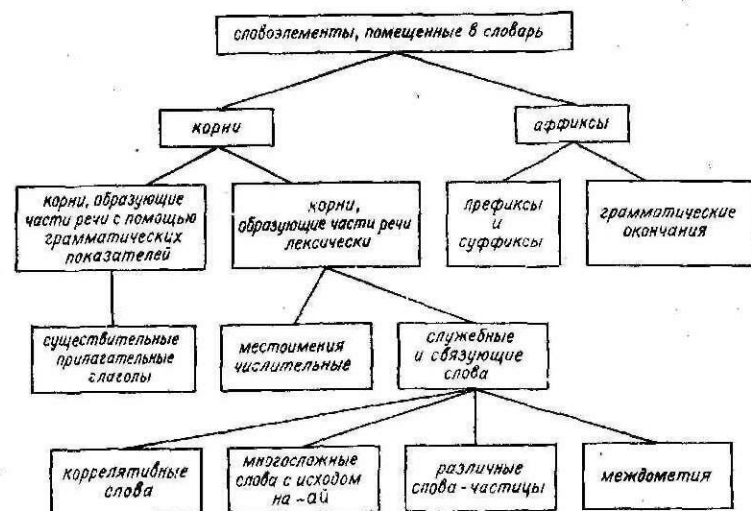 словоэлементы, помещенные в словарь
корни
аффиксы
корни, образующие
части речи с помощью
грамматических
показателей
корни,
образующие части речи
лексически
префиксы
и
суффиксы
грамматические
окончания
существительные
прилагательные
глаголы
местоимения
числительные
служебные
и связующие
слова
коррелятивные
слова
многосложные
слова с исходом
на -ай
различные
слова-частицы
междометия